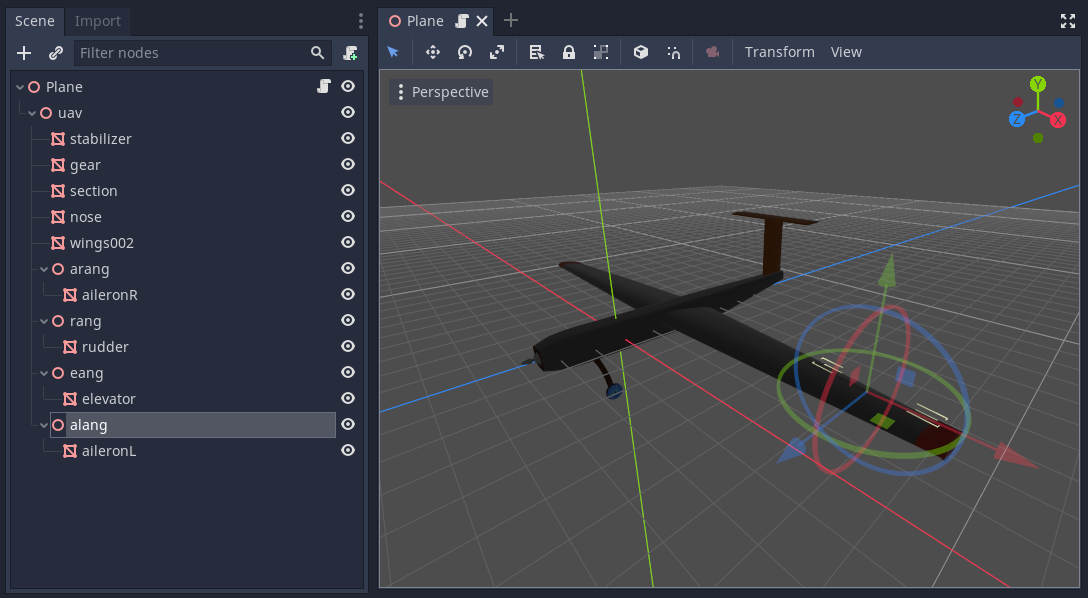 Scene Import
Plane
Filter nodes
Transform View
Plane
uav
stabilizer
gear
section
nose
wings002
arang
aileronR
rang
rudder
eang
elevator
alang
aileronL
Perspective
Y
Z X